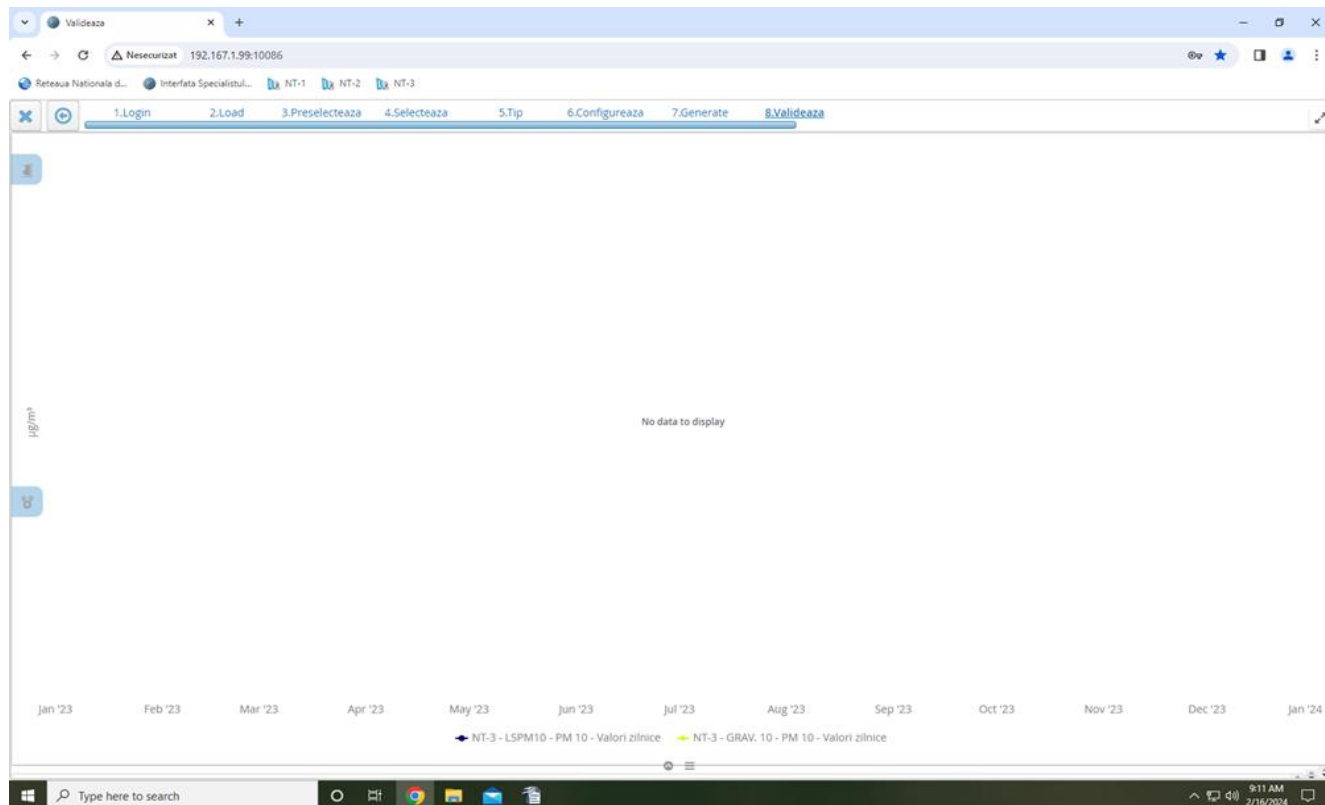 Valideaza
Nesecurizat 192.167.1.99:10086
Reteaua Nationala d... Interfata Specialistul... NT-1 NT-2 NT-3
1.Login 2.Load 3.Preselecteaza 4.Selecteaza 5.Tip 6.Configureaza 7.Generate 8.Valideaza
µg/m³
No data to display
Jan '23 Feb '23 Mar '23 Apr '23 May '23 Jun '23 Jul '23 Aug '23 Sep '23 Oct '23 Nov '23 Dec '23 Jan '24
NT-3 - LSPM10 - PM 10 - Valori zilnice NT-3 - GRAV. 10 - PM 10 - Valori zilnice
Type here to search
9:11 AM
2/16/2024